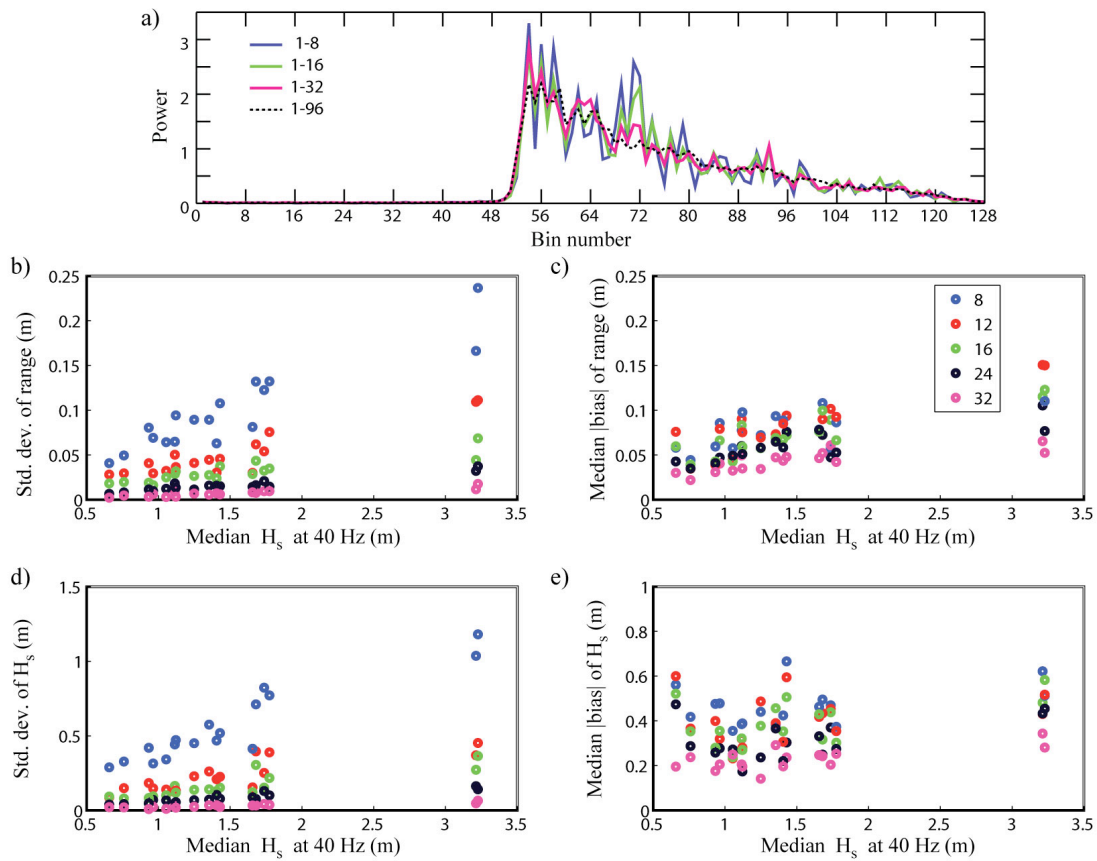 a)
Power
3
2
1
0
1-8
1-16
1-32
1-96
0 8 16 24 32 40 48 56 64 72 80 88 96 104 112 120 128
Bin number
b)
Std. dev. of range (m)
0.25
0.2
0.15
0.1
0.05
0
0.5 1 1.5 2 2.5 3 3.5
Median Hs at 40 Hz (m)
c)
Median |bias| of range (m)
0.25
0.2
0.15
0.1
0.05
0
8
12
16
24
32
0.5 1 1.5 2 2.5 3 3.5
Median Hs at 40 Hz (m)
d)
Std. dev. of Hs (m)
1.5
1
0.5
0
0.5 1 1.5 2 2.5 3 3.5
Median Hs at 40 Hz (m)
e)
Median |bias| of Hs (m)
1
0.8
0.6
0.4
0.2
0
0.5 1 1.5 2 2.5 3 3.5
Median Hs at 40 Hz (m)